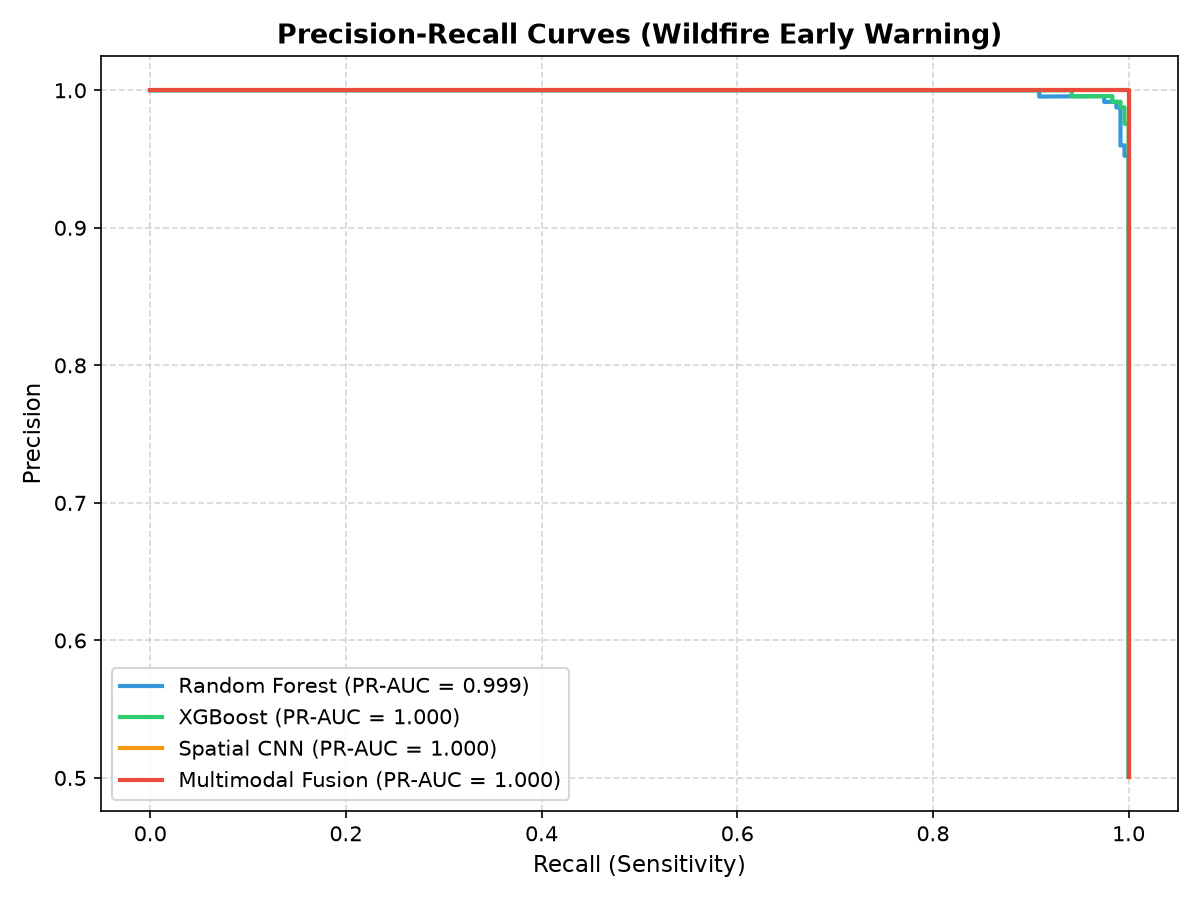 Precision-Recall Curves (Wildfire Early Warning)
Precision
1.0
0.9
0.8
0.7
0.6
0.5
Random Forest (PR-AUC = 0.999)
XGBoost (PR-AUC = 1.000)
Spatial CNN (PR-AUC = 1.000)
Multimodal Fusion (PR-AUC = 1.000)
0.0 0.2 0.4 0.6 0.8 1.0
Recall (Sensitivity)